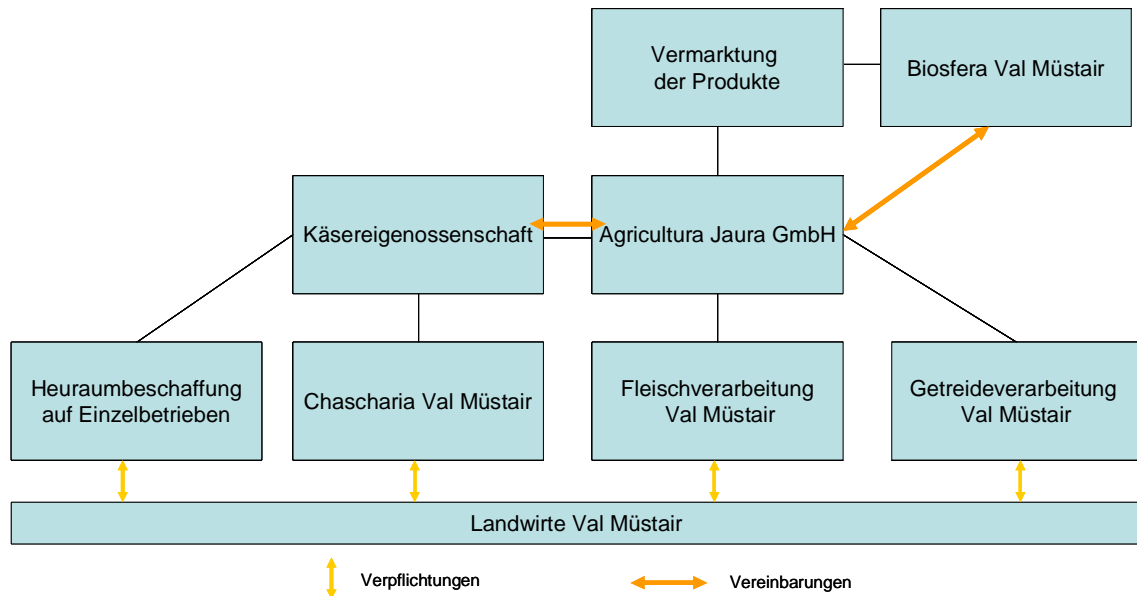 Vermarktung
der Produkte
Biosfera Val Müstair
Käsereigenossenschaft
Agricultura Jaura GmbH
Heuraumbeschaffung
auf Einzelbetrieben
Chascharia Val Müstair
Fleischverarbeitung
Val Müstair
Getreideverarbeitung
Val Müstair
Landwirte Val Müstair
Verpflichtungen
Vereinbarungen